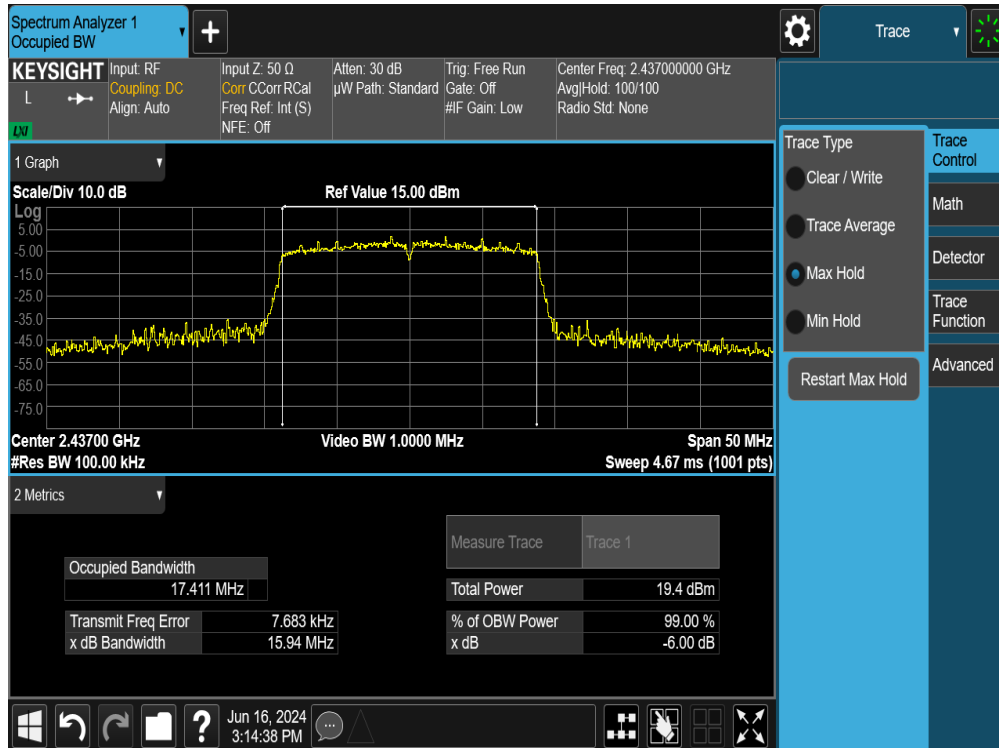 Spectrum Analyzer 1
Occupied BW
Trace
KEYSIGHT
L
LXI
Input: RF
Coupling: DC
Align: Auto
Input Z: 50 Ω
Corr CCorr RCal
Freq Ref: Int (S)
NFE: Off
Atten: 30 dB
µW Path: Standard
Trig: Free Run
Gate: Off
#IF Gain: Low
Center Freq: 2.437000000 GHz
Avg|Hold: 100/100
Radio Std: None
1 Graph
Scale/Div 10.0 dB
Ref Value 15.00 dBm
Log
5.00
-5.00
-15.0
-25.0
-35.0
-45.0
-55.0
-65.0
-75.0
Center 2.43700 GHz
Video BW 1.0000 MHz
Span 50 MHz
#Res BW 100.00 kHz
Sweep 4.67 ms (1001 pts)
2 Metrics
Measure Trace
Trace 1
Occupied Bandwidth
17.411 MHz
Total Power
19.4 dBm
Transmit Freq Error
7.683 kHz
% of OBW Power
99.00 %
x dB Bandwidth
15.94 MHz
x dB
-6.00 dB
Trace Type
Clear / Write
Trace Average
Max Hold
Min Hold
Restart Max Hold
Trace
Control
Math
Detector
Trace
Function
Advanced
?
Jun 16, 2024
3:14:38 PM